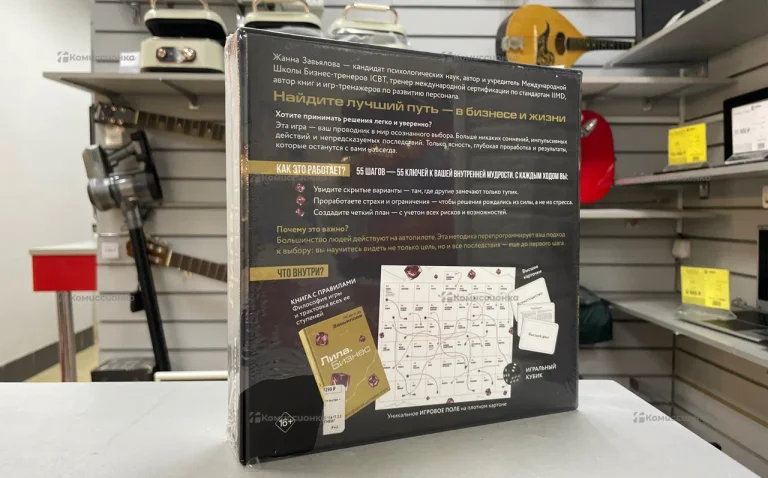 Жанна Завьялова — кандидат психологических наук, автор и учредитель Международной
Школы Бизнес-тренеров ICBT, тренер международной сертификации по стандартам IIMD,
автор книг и игр-тренажеров по развитию персонала.
Найдите лучший путь — в бизнесе и жизни
Хотите принимать решения легко и уверенно?
Эта игра — ваш проводник в мир осознанного выбора. Больше никаких сомнений, импульсивных
действий и непредсказуемых последствий. Только ясность, глубокая проработка и результаты,
которые останутся с вами навсегда.
КАК ЭТО РАБОТАЕТ? 55 ШАГОВ — 55 КЛЮЧЕЙ К ВАШЕЙ ВНУТРЕННЕЙ МУДРОСТИ. С КАЖДЫМ ХОДОМ ВЫ:
Увидите скрытые варианты — там, где другие замечают только тупик.
Проработаете страхи и ограничения — чтобы решения рождались из силы, а не из стресса.
Создадите четкий план — с учетом всех рисков и возможностей.
Почему это важно?
Большинство людей действуют на автопилоте. Эта методика перепрограммирует ваш подход
к выбору: вы научитесь видеть не только цель, но и все последствия — еще до первого шага.
ЧТО ВНУТРИ?
КНИГА С ПРАВИЛАМИ
Философия игры
и трактовка всех ее
ступеней
Лила.
Бизнес
ИГРАЛЬНЫЙ
КУБИК
Уникальное ИГРОВОЕ ПОЛЕ на плотном картоне
16+
Комиссионка
Комиссионка
Комиссионка
Комиссионка
Комиссионка
Комиссионка
Комиссионка
Комиссионка